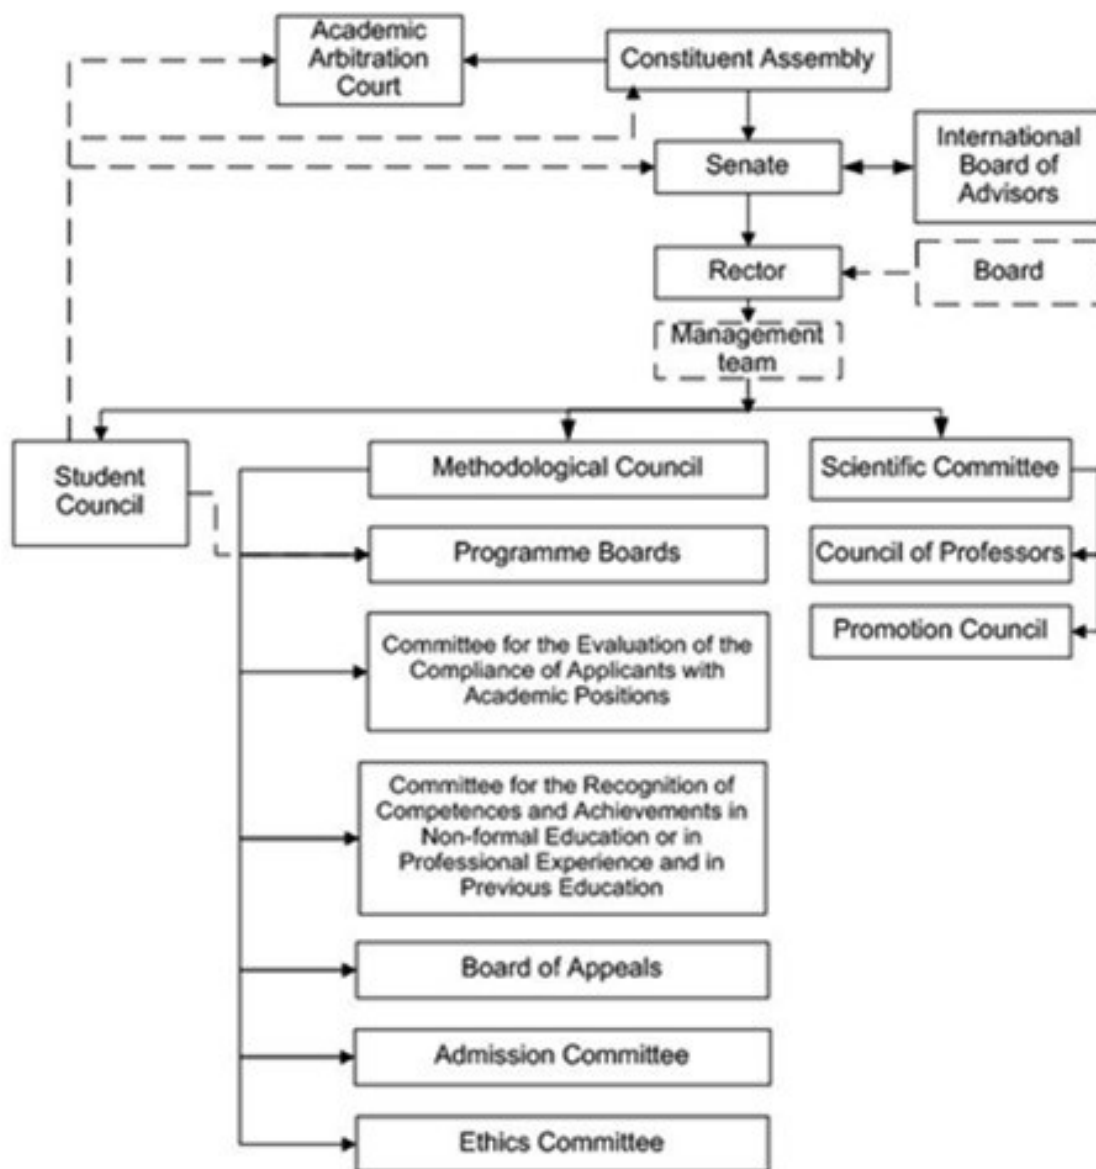 Academic
Arbitration
Court
Constituent Assembly
Senate
International
Board of
Advisors
Rector
Board
Management
team
Student
Council
Methodological Council
Scientific Committee
Programme Boards
Council of Professors
Committee for the Evaluation of the
Compliance of Applicants with
Academic Positions
Promotion Council
Committee for the Recognition of
Competences and Achievements in
Non-formal Education or in
Professional Experience and in
Previous Education
Board of Appeals
Admission Committee
Ethics Committee